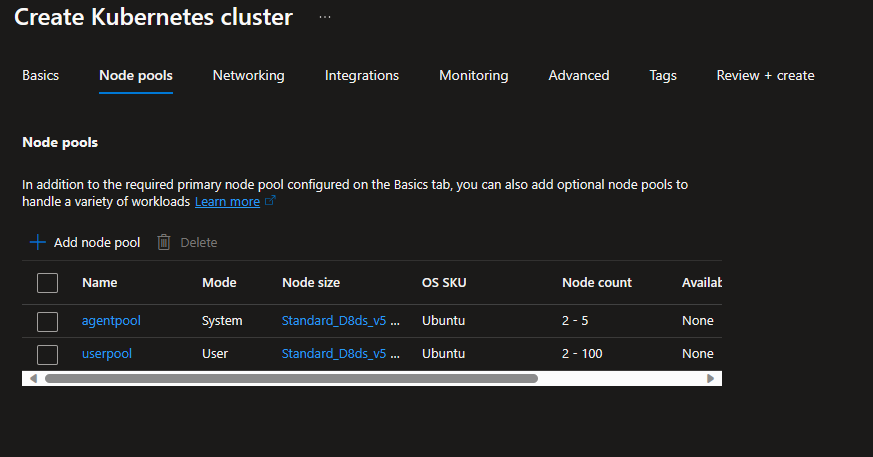 Create Kubernetes cluster ...
Basics Node pools Networking Integrations Monitoring Advanced Tags Review + create
Node pools
In addition to the required primary node pool configured on the Basics tab, you can also add optional node pools to
handle a variety of workloads Learn more
Add node pool Delete
Name Mode Node size OS SKU Node count Availab
agentpool System Standard_D8ds_v5 ... Ubuntu 2 - 5 None
userpool User Standard_D8ds_v5 ... Ubuntu 2 - 100 None